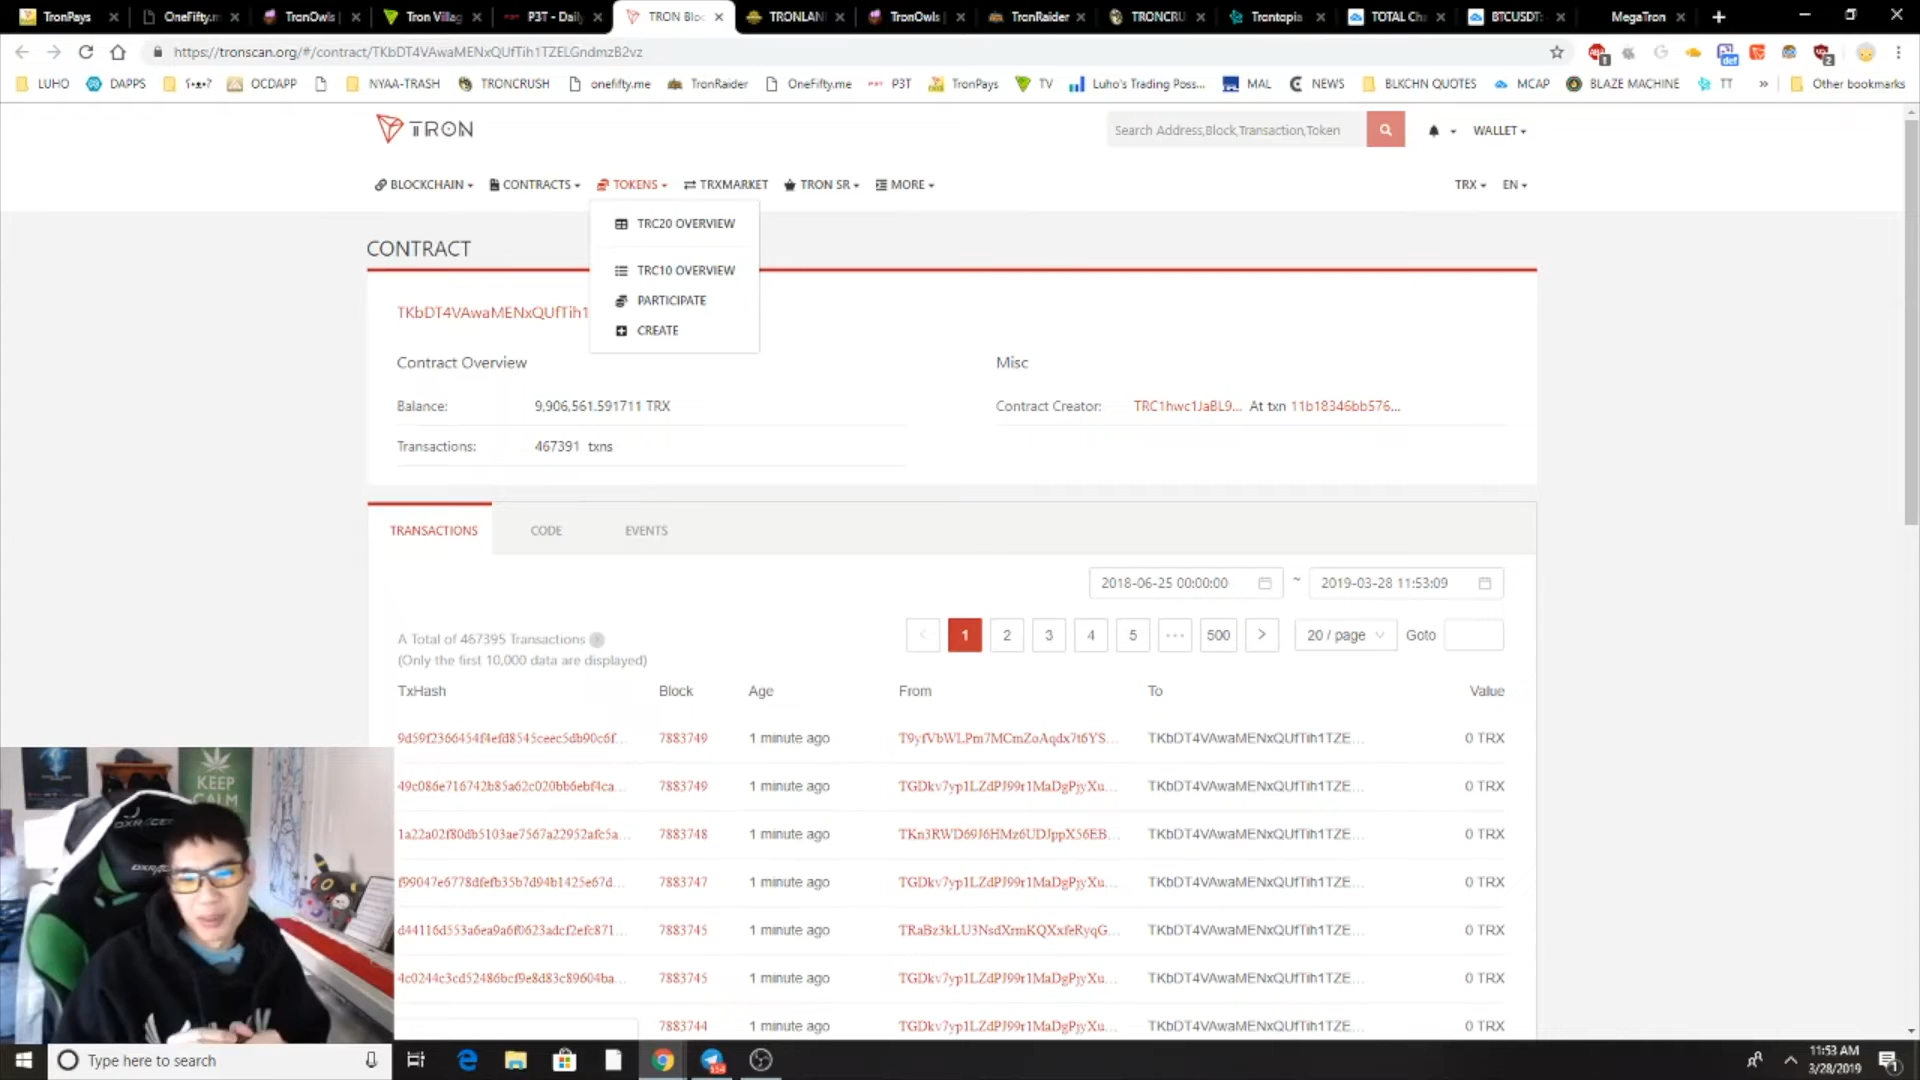 TronPays
OneFifty.m
TronOwls |
Tron Villag
P3T - Daily
TRON Bloc
TRONLAN
TronOwls |
TronRaider
TRONCRU
Trontopia
TOTAL Cha
BTCUSDT:
MegaTron
https://tronscan.org/#/contract/TKbDT4VAwaMENxQUfTih1TZELGndmzB2vz
LUHO
DAPPS
OCDAPP
NYAA-TRASH
TRONCRUSH
onefifty.me
TronRaider
OneFifty.me
P3T
TronPays
TV
Luho's Trading Poss...
MAL
NEWS
BLKCHN QUOTES
MCAP
BLAZE MACHINE
TT
»
Other bookmarks
TRON
Search Address,Block,Transaction,Token
WALLET
BLOCKCHAIN
CONTRACTS
TOKENS
TRXMARKET
TRON SR
MORE
TRX
EN
TRC20 OVERVIEW
TRC10 OVERVIEW
PARTICIPATE
CREATE
CONTRACT
TKbDT4VAwaMENxQUfTih1
Contract Overview
Misc
Balance: 9,906,561.591711 TRX
Contract Creator: TRC1hwc1JaBL9... At txn 11b18346bb576...
Transactions: 467391 txns
TRANSACTIONS
CODE
EVENTS
2018-06-25 00:00:00 ~ 2019-03-28 11:53:09
A Total of 467395 Transactions
(Only the first 10,000 data are displayed)
< 1 2 3 4 5 ••• 500 > 20 / page Goto
TxHash Block Age From To Value
9d59f2366454f4efd8545ceec5db90c6f... 7883749 1 minute ago T9yfVbWLPm7MCmZoAqdx7t6YS... TKbDT4VAwaMENxQUfTih1TZE... 0 TRX
49c086e716742b85a62c020bb6ebf4ca... 7883749 1 minute ago TGDkv7yp1LZdPJ99r1MaDgPjyXu... TKbDT4VAwaMENxQUfTih1TZE... 0 TRX
1a22a02f80db5103ae7567a22952afc5a... 7883748 1 minute ago TKn3RWD69J6HMz6UDJppX56EB... TKbDT4VAwaMENxQUfTih1TZE... 0 TRX
f99047e6778dfefb35b7d94b1425e67d... 7883747 1 minute ago TGDkv7yp1LZdPJ99r1MaDgPjyXu... TKbDT4VAwaMENxQUfTih1TZE... 0 TRX
d44116d553a6ea9a6f0623adcf2efc871... 7883745 1 minute ago TRaBz3kLU3NsdXrmKQXxfeRyqG... TKbDT4VAwaMENxQUfTih1TZE... 0 TRX
4c0244c3cd52486bcf9e8d83c89604ba... 7883745 1 minute ago TGDkv7yp1LZdPJ99r1MaDgPjyXu... TKbDT4VAwaMENxQUfTih1TZE... 0 TRX
7883744 1 minute ago TGDkv7yp1LZdPJ99r1MaDgPjyXu... TKbDT4VAwaMENxQUfTih1TZE... 0 TRX
KEEP
CALM
DXRACER
Type here to search
11:53 AM
3/28/2019